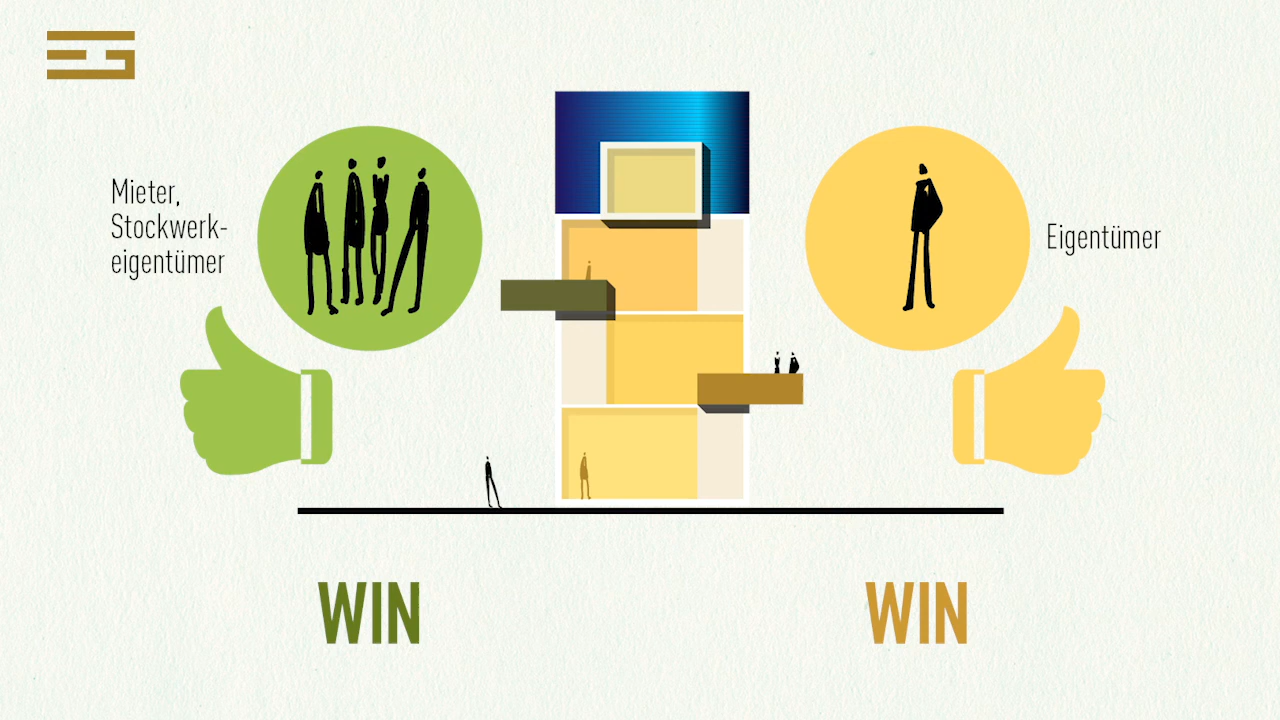 Mieter,
Stockwerk-
eigentümer
Eigentümer
WIN
WIN